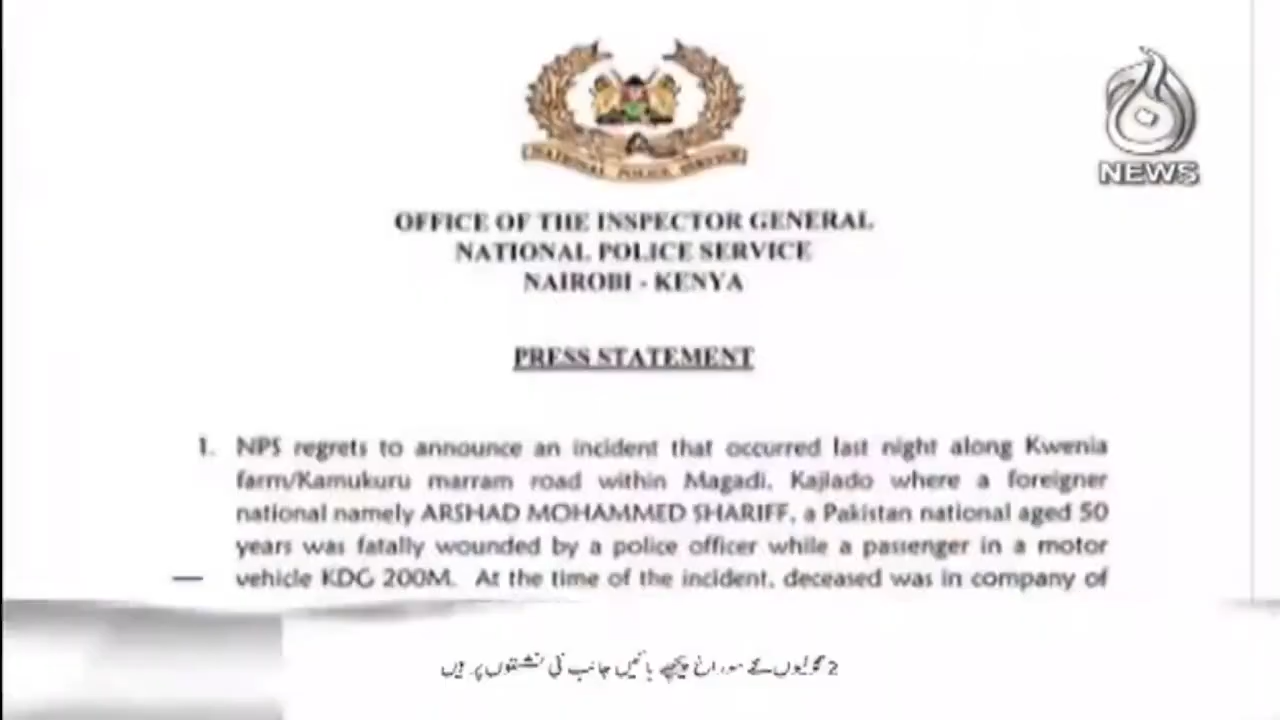 NATIONAL POLICE SERVICE
NEWS
OFFICE OF THE INSPECTOR GENERAL
NATIONAL POLICE SERVICE
NAIROBI - KENYA
PRESS STATEMENT
1. NPS regrets to announce an incident that occurred last night along Kwenia
farm/Kamukuru marram road within Magadi, Kajiado where a foreigner
national namely ARSHAD MOHAMMED SHARIFF, a Pakistan national aged 50
years was fatally wounded by a police officer while a passenger in a motor
vehicle KDG 200M. At the time of the incident, deceased was in company of
2 گولیوں کے سوراخ پیچھے بائیں جانب کی نشستوں پر ہیں